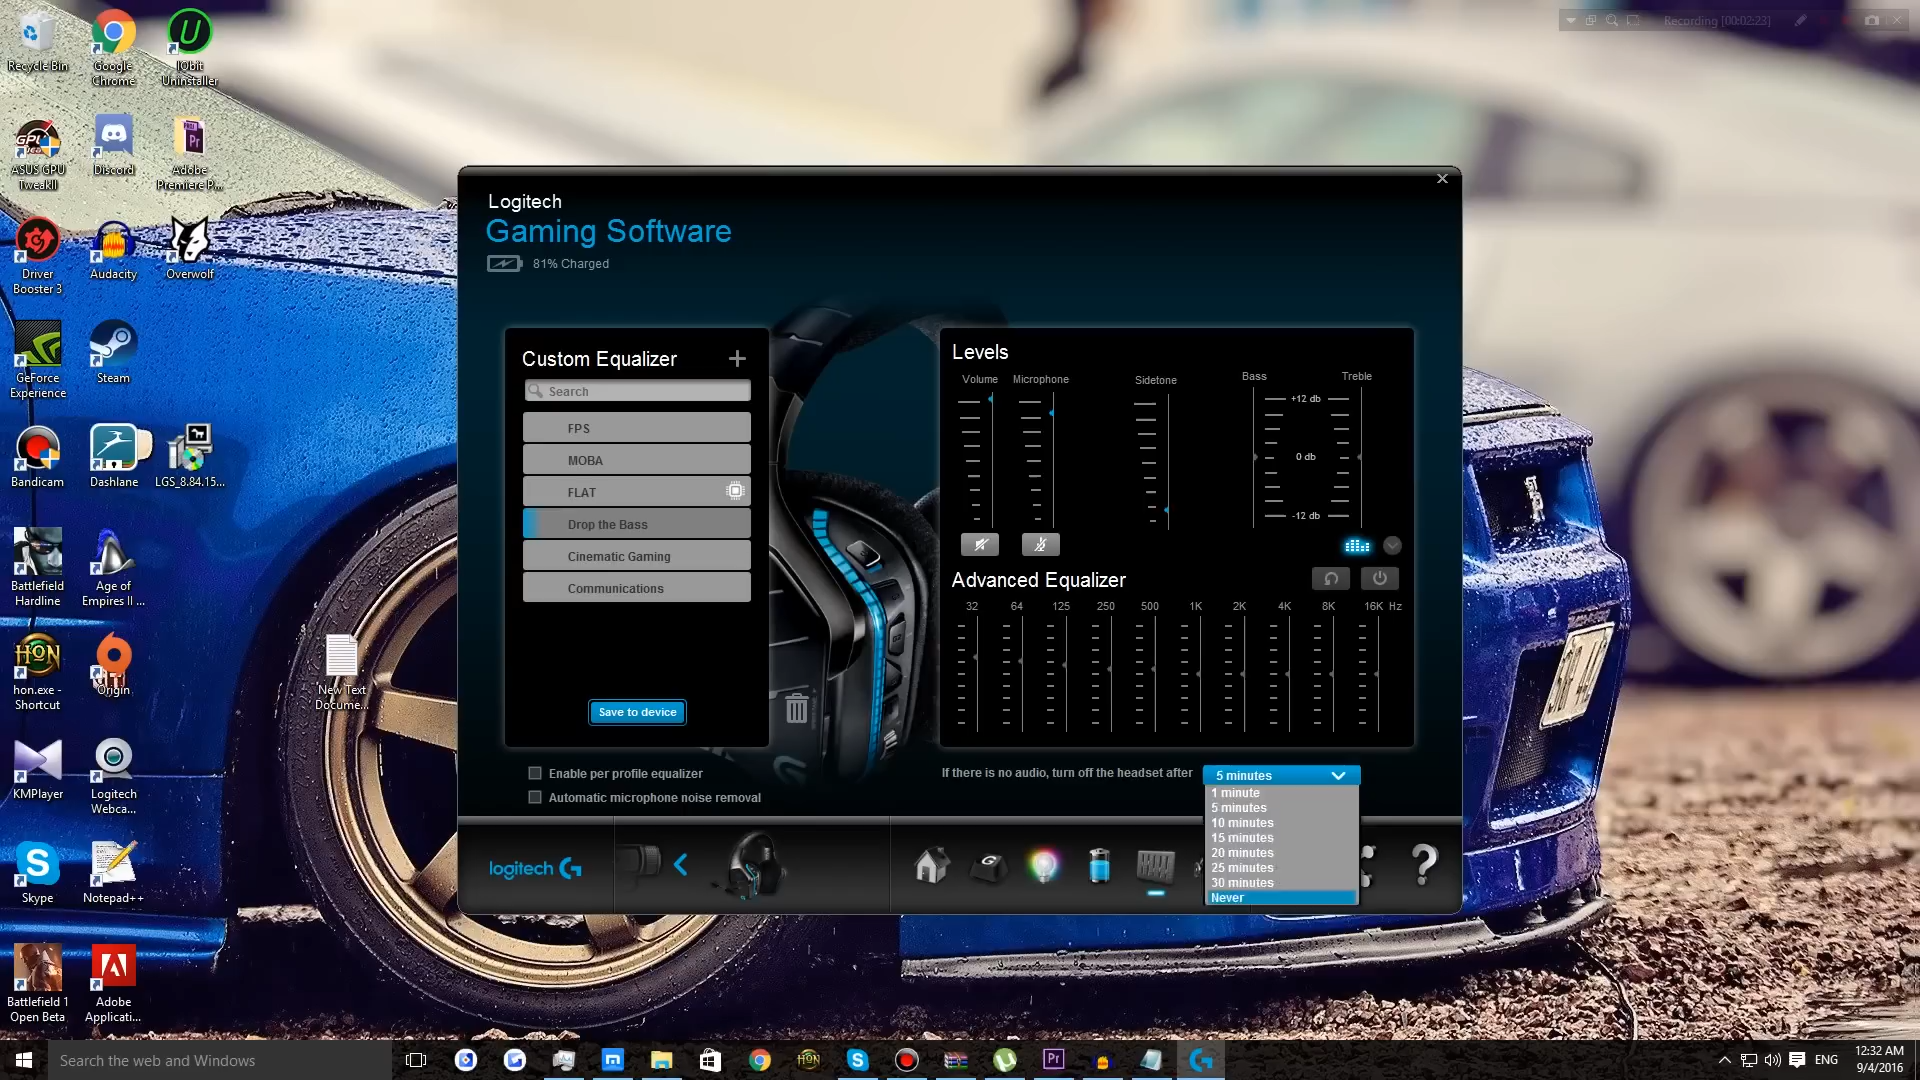 Recording [00:02:23]
Recycle Bin
Google Chrome
IObit Uninstaller
ASUS GPU TweakII
Discord
Adobe Premiere P...
Driver Booster 3
Audacity
Overwolf
GeForce Experience
Steam
Bandicam
Dashlane
LGS_8.84.15...
Battlefield Hardline
Age of Empires II ...
hon.exe - Shortcut
Origin
New Text Docume...
KMPlayer
Logitech Webca...
Skype
Notepad++
Battlefield 1 Open Beta
Adobe Applicati...
Logitech
Gaming Software
81% Charged
Custom Equalizer
Search
FPS
MOBA
FLAT
Drop the Bass
Cinematic Gaming
Communications
Save to device
Levels
Volume Microphone Sidetone Bass Treble
+12 db
0 db
-12 db
Advanced Equalizer
32 64 125 250 500 1K 2K 4K 8K 16K Hz
Enable per profile equalizer
Automatic microphone noise removal
If there is no audio, turn off the headset after
5 minutes
1 minute
5 minutes
10 minutes
15 minutes
20 minutes
25 minutes
30 minutes
Never
logitech G
Search the web and Windows
ENG
12:32 AM
9/4/2016